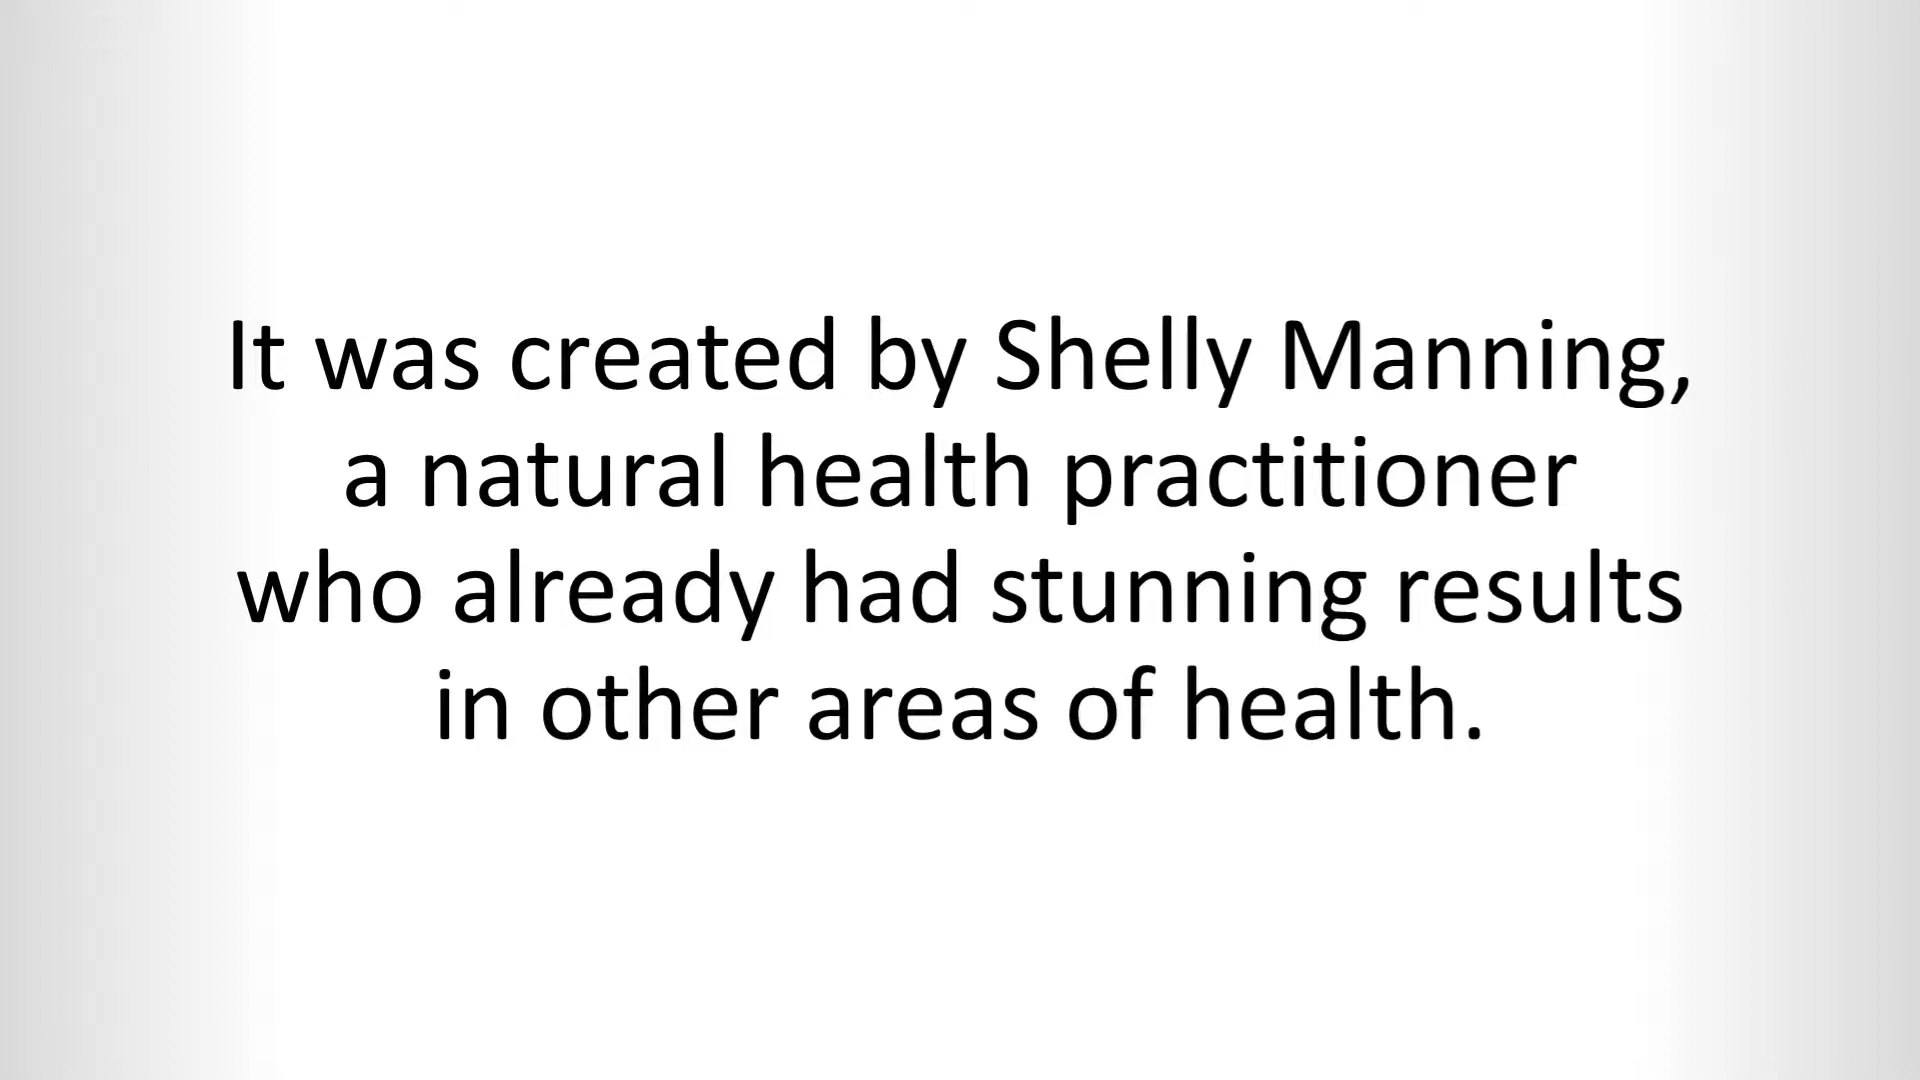 It was created by Shelly Manning,
a natural health practitioner
who already had stunning results
in other areas of health.